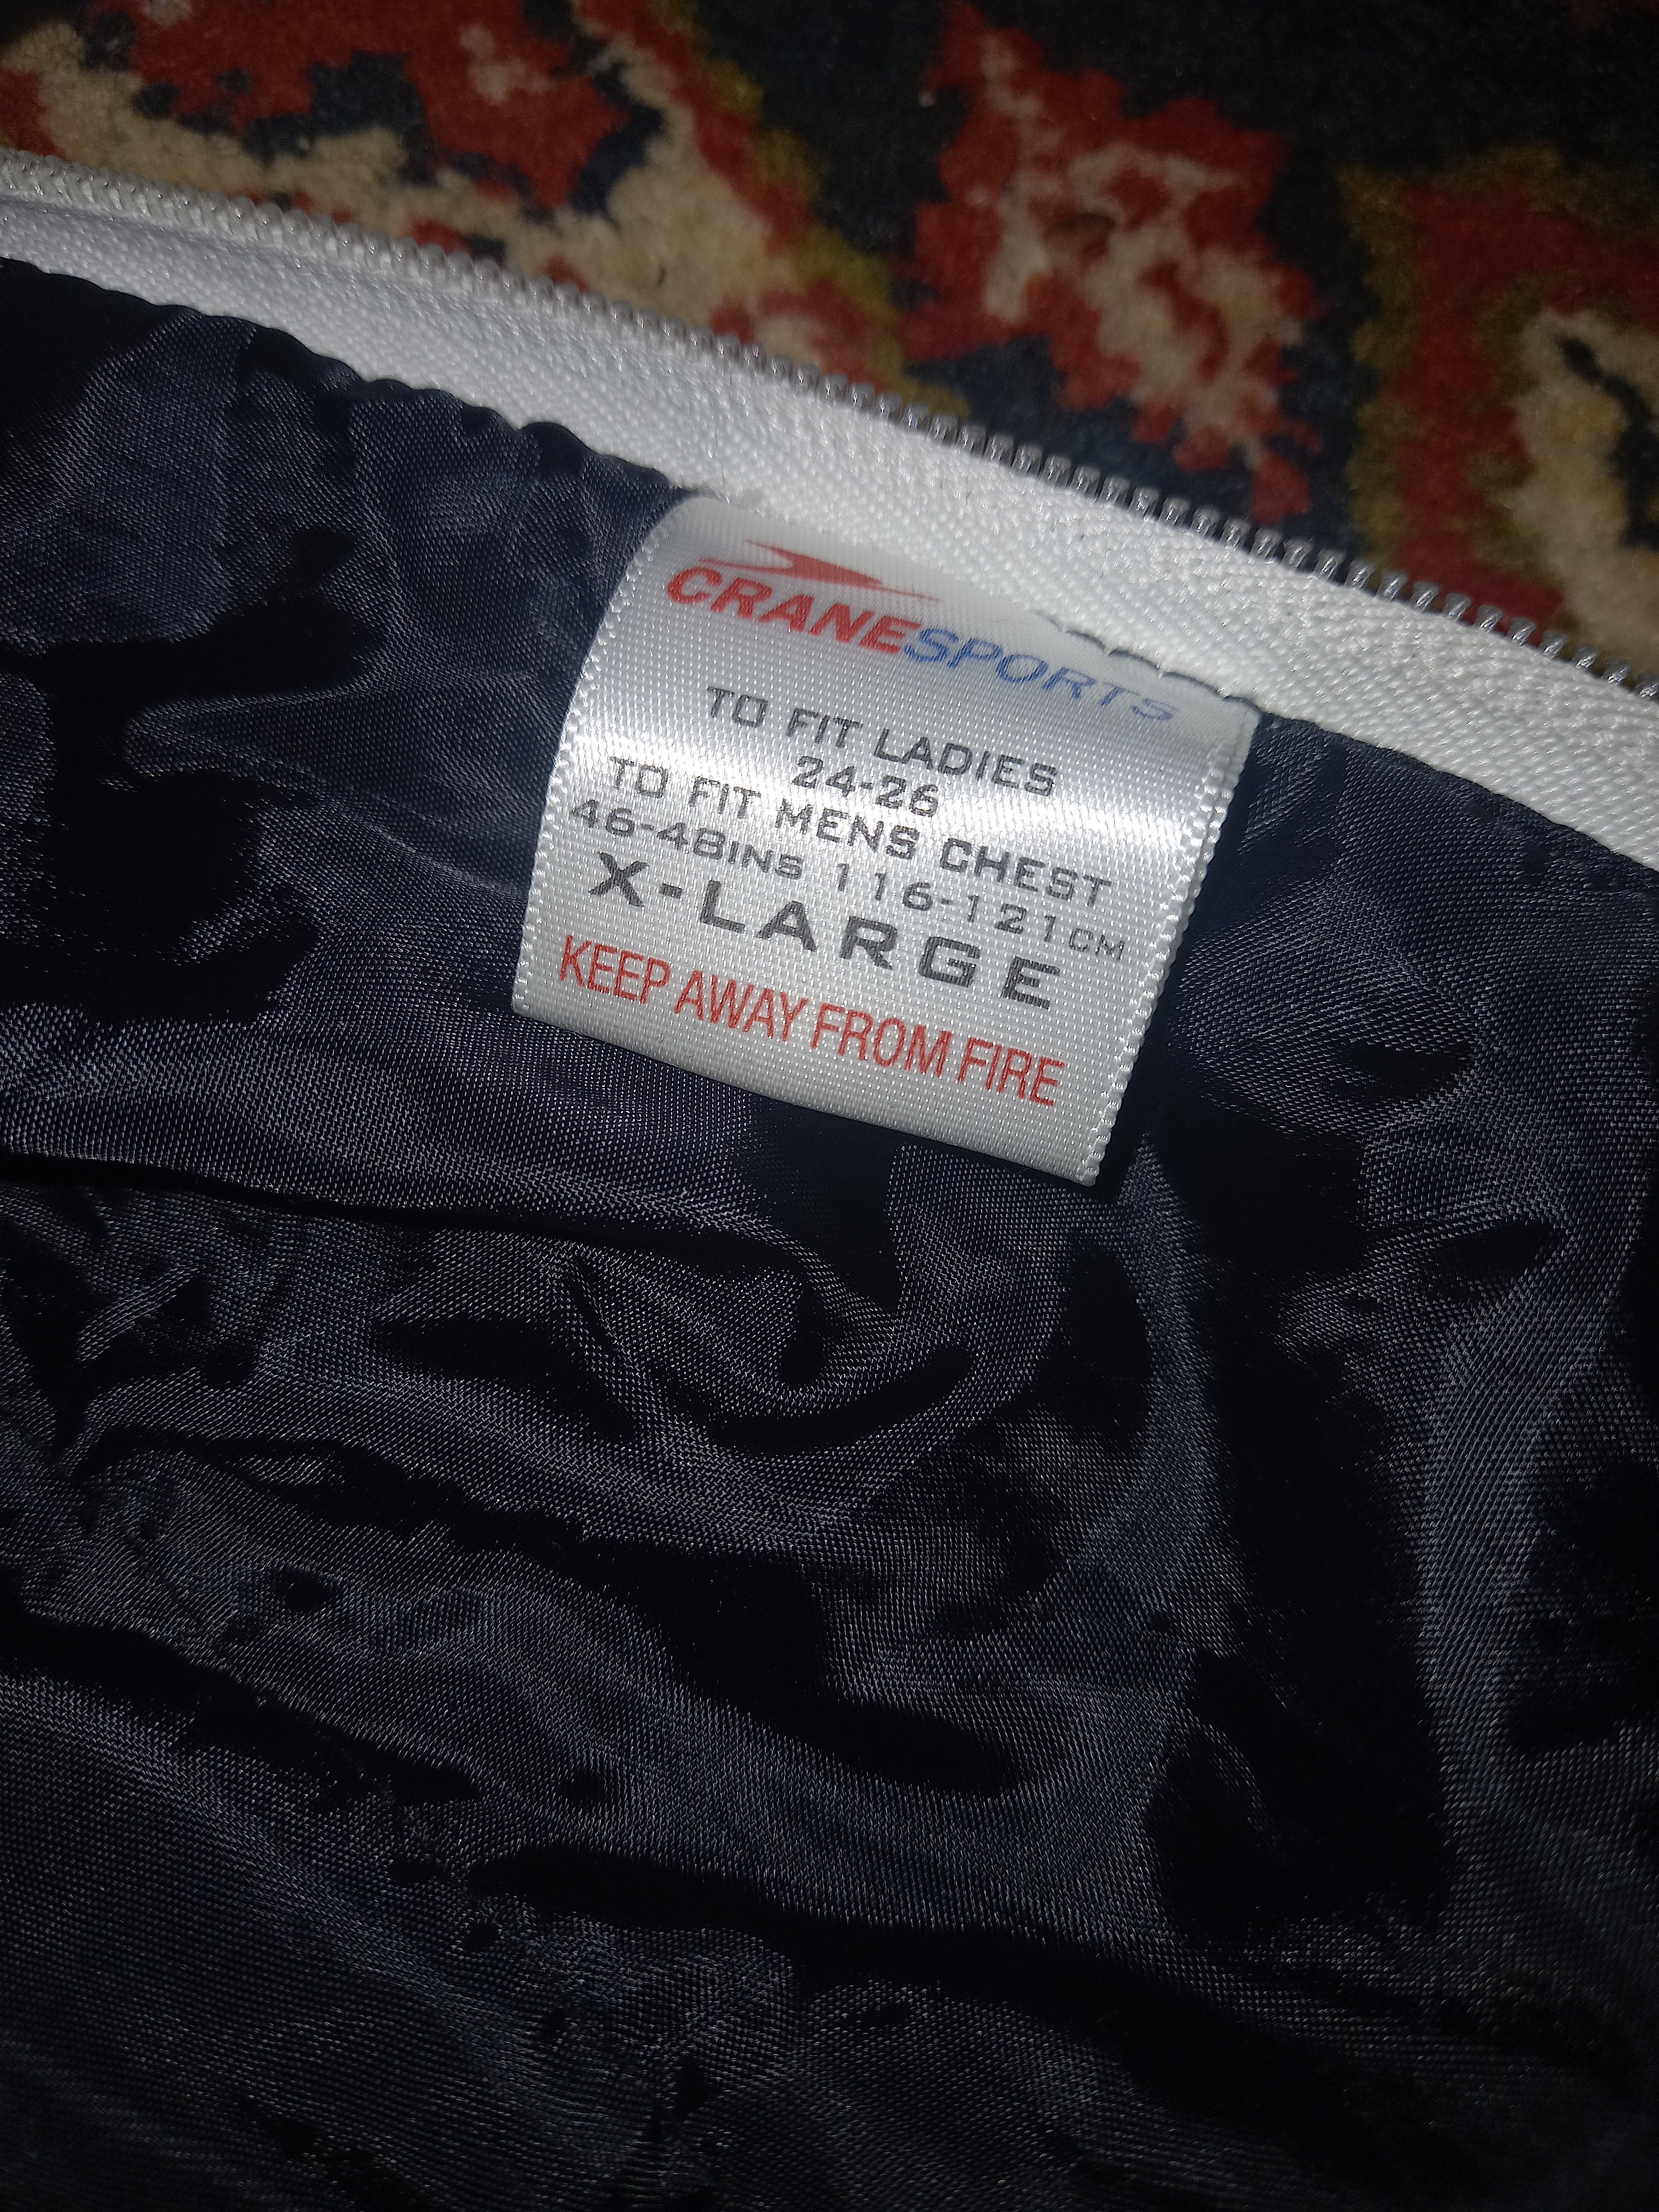 CRANESPORTS
TO FIT LADIES
24-26
TO FIT MENS CHEST
46-48INS 116-121CM
X-LARGE
KEEP AWAY FROM FIRE